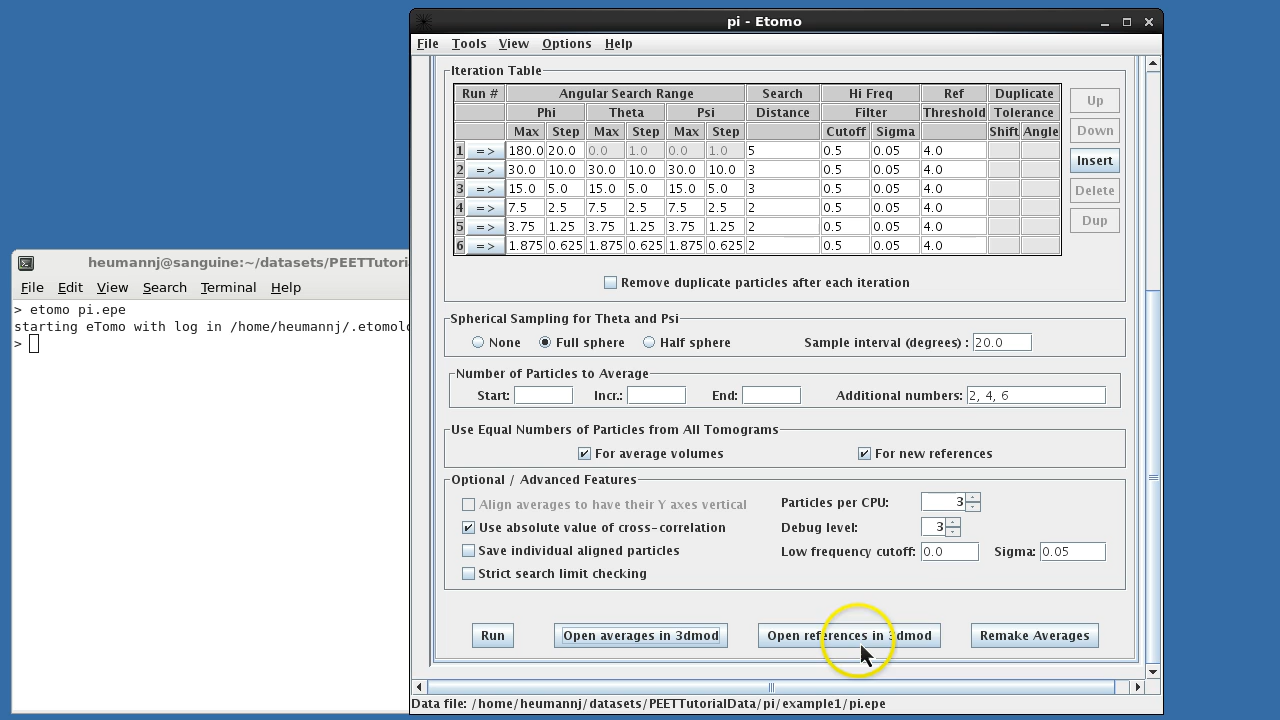 pi - Etomo
File Tools View Options Help
Iteration Table
Run # Angular Search Range Search Hi Freq Ref Duplicate
Phi Theta Psi Distance Filter Threshold Tolerance
Max Step Max Step Max Step Cutoff Sigma Shift Angle
1 => 180.0 20.0 0.0 1.0 0.0 1.0 5 0.5 0.05 4.0
2 => 30.0 10.0 30.0 10.0 30.0 10.0 3 0.5 0.05 4.0
3 => 15.0 5.0 15.0 5.0 15.0 5.0 3 0.5 0.05 4.0
4 => 7.5 2.5 7.5 2.5 7.5 2.5 2 0.5 0.05 4.0
5 => 3.75 1.25 3.75 1.25 3.75 1.25 2 0.5 0.05 4.0
6 => 1.875 0.625 1.875 0.625 1.875 0.625 2 0.5 0.05 4.0
Up
Down
Insert
Delete
Dup
Remove duplicate particles after each iteration
Spherical Sampling for Theta and Psi
None Full sphere Half sphere Sample interval (degrees) : 20.0
Number of Particles to Average
Start: Incr.: End: Additional numbers: 2, 4, 6
Use Equal Numbers of Particles from All Tomograms
For average volumes For new references
Optional / Advanced Features
Align averages to have their Y axes vertical Particles per CPU: 3
Use absolute value of cross-correlation Debug level: 3
Save individual aligned particles Low frequency cutoff: 0.0 Sigma: 0.05
Strict search limit checking
Run Open averages in 3dmod Open references in 3dmod Remake Averages
Data file: /home/heumannj/datasets/PEETTutorialData/pi/example1/pi.epe
heumannj@sanguine:~/datasets/PEETTutori
File Edit View Search Terminal Help
> etomo pi.epe
starting eTomo with log in /home/heumannj/.etomolo
>